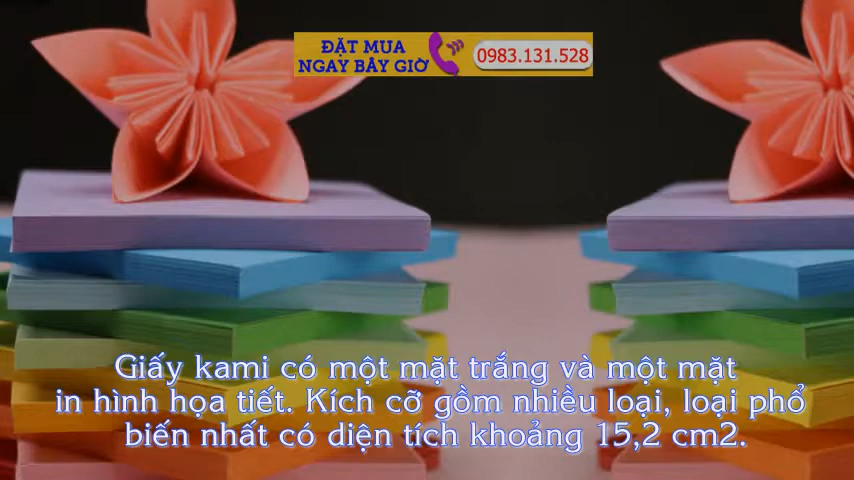 ĐẶT MUA
NGAY BÂY GIỜ
0983.131.528
Giấy kami có một mặt trắng và một mặt
in hình họa tiết. Kích cỡ gồm nhiều loại, loại phổ
biến nhất có diện tích khoảng 15,2 cm2.